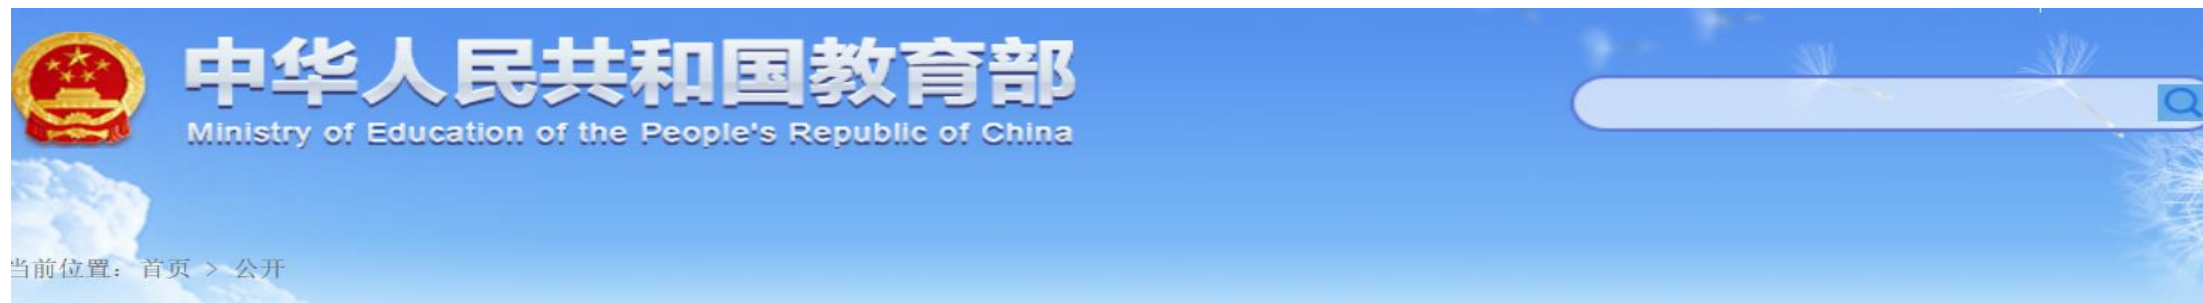 中华人民共和国教育部
Ministry of Education of the People's Republic of China
当前位置：首页 > 公开